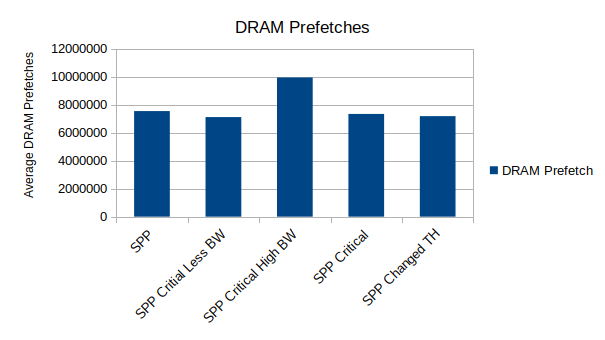 DRAM Prefetches
Average DRAM Prefetches
12000000
10000000
8000000
6000000
4000000
2000000
0
SPP
SPP Critial Less BW
SPP Critical High BW
SPP Critical
SPP Changed TH
DRAM Prefetch